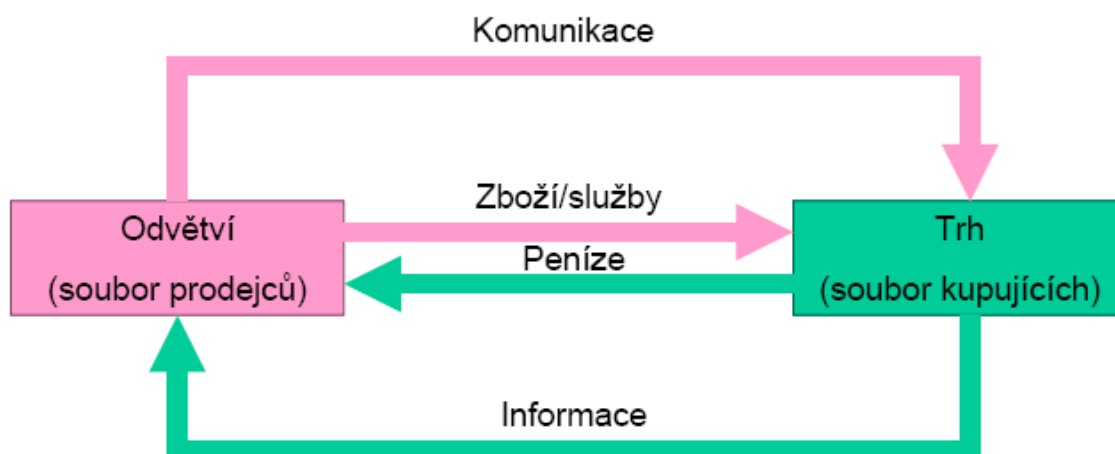 Komunikace
Zboží/služby
Odvětví
(soubor prodejců)
Peníze
Trh
(soubor kupujících)
Informace